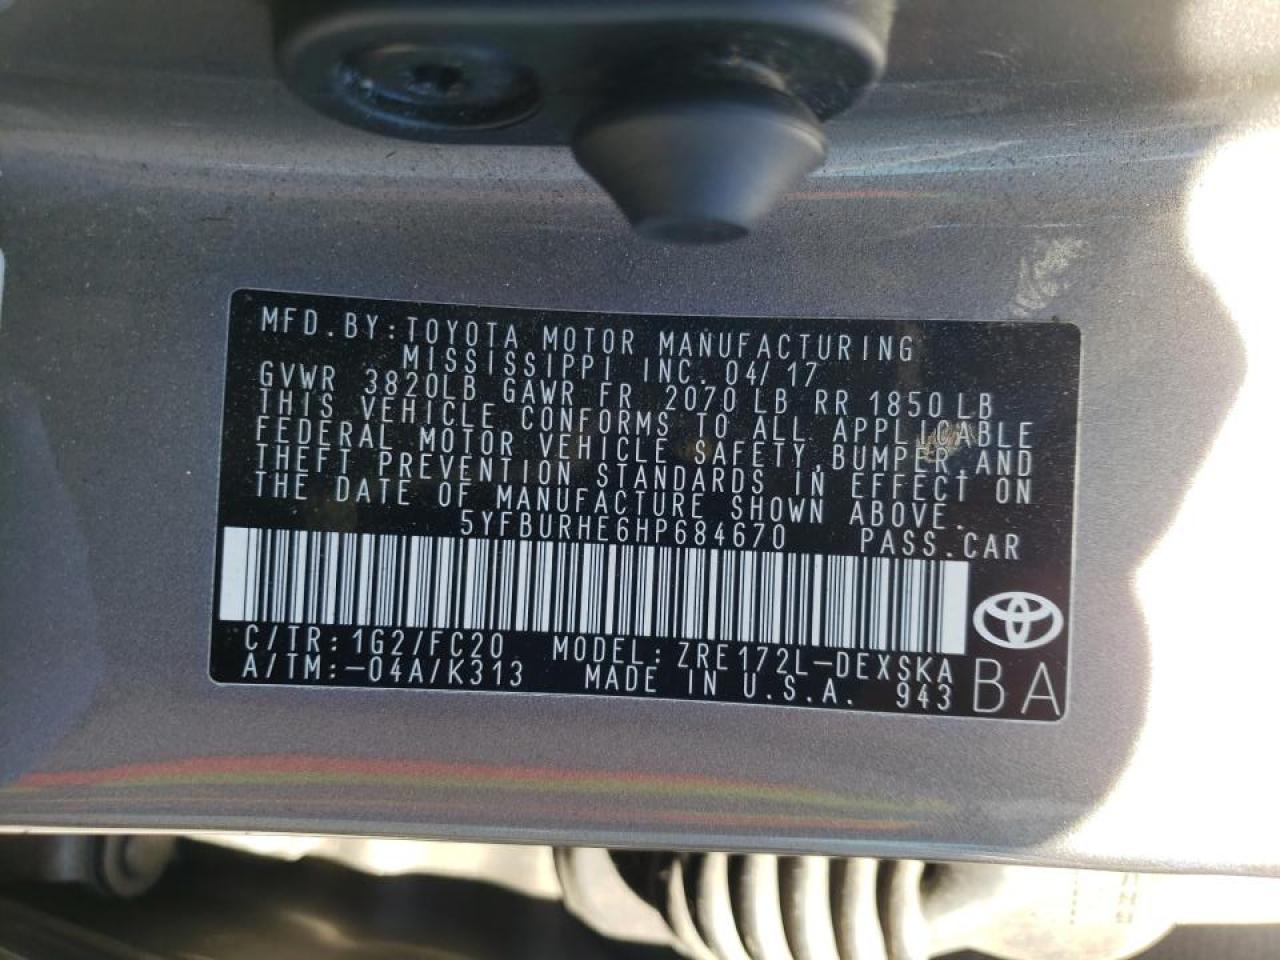 MFD.BY:TOYOTA MOTOR MANUFACTURING
MISSISSIPPI INC. 04/17
GVWR 3820LB GAWR FR 2070 LB RR 1850 LB
THIS VEHICLE CONFORMS TO ALL APPLICABLE
FEDERAL MOTOR VEHICLE SAFETY, BUMPER, AND
THEFT PREVENTION STANDARDS IN EFFECT ON
THE DATE OF MANUFACTURE SHOWN ABOVE.
5YFBURHE6HP684670 PASS.CAR
C/TR:1G2/FC20 MODEL:ZRE172L-DEXSKA
A/TM:-04A/K313 MADE IN U.S.A. 943 BA